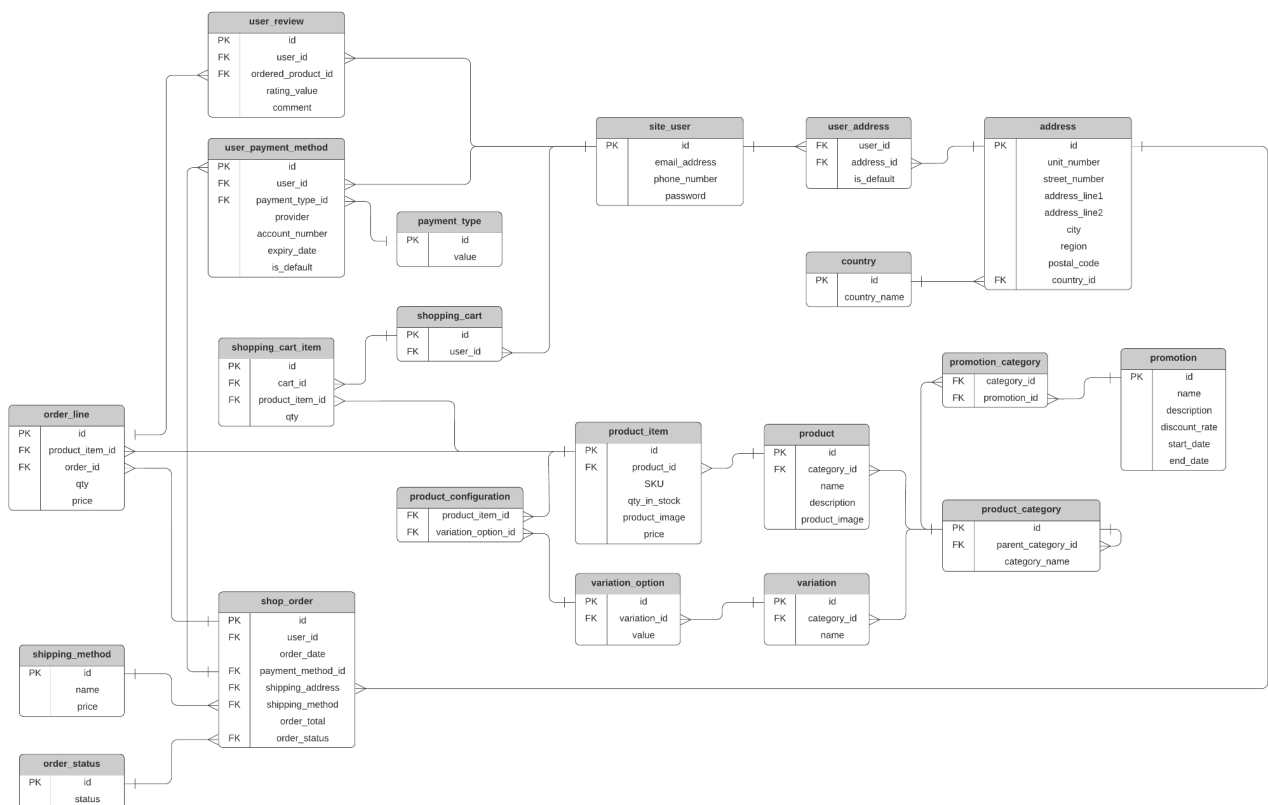 user_review
PK id
FK user_id
FK ordered_product_id
rating_value
comment
user_payment_method
PK id
FK user_id
FK payment_type_id
provider
account_number
expiry_date
is_default
payment_type
PK id
value
site_user
PK id
email_address
phone_number
password
user_address
FK user_id
FK address_id
is_default
address
PK id
unit_number
street_number
address_line1
address_line2
city
region
postal_code
FK country_id
country
PK id
country_name
shopping_cart
PK id
FK user_id
shopping_cart_item
PK id
FK cart_id
FK product_item_id
qty
order_line
PK id
FK product_item_id
FK order_id
qty
price
product_item
PK id
FK product_id
SKU
qty_in_stock
product_image
price
product
PK id
FK category_id
name
description
product_image
promotion_category
FK category_id
FK promotion_id
promotion
PK id
name
description
discount_rate
start_date
end_date
product_configuration
FK product_item_id
FK variation_option_id
product_category
PK id
FK parent_category_id
category_name
variation_option
PK id
FK variation_id
value
variation
PK id
FK category_id
name
shop_order
PK id
FK user_id
order_date
FK payment_method_id
FK shipping_address
FK shipping_method
order_total
FK order_status
shipping_method
PK id
name
price
order_status
PK id
status